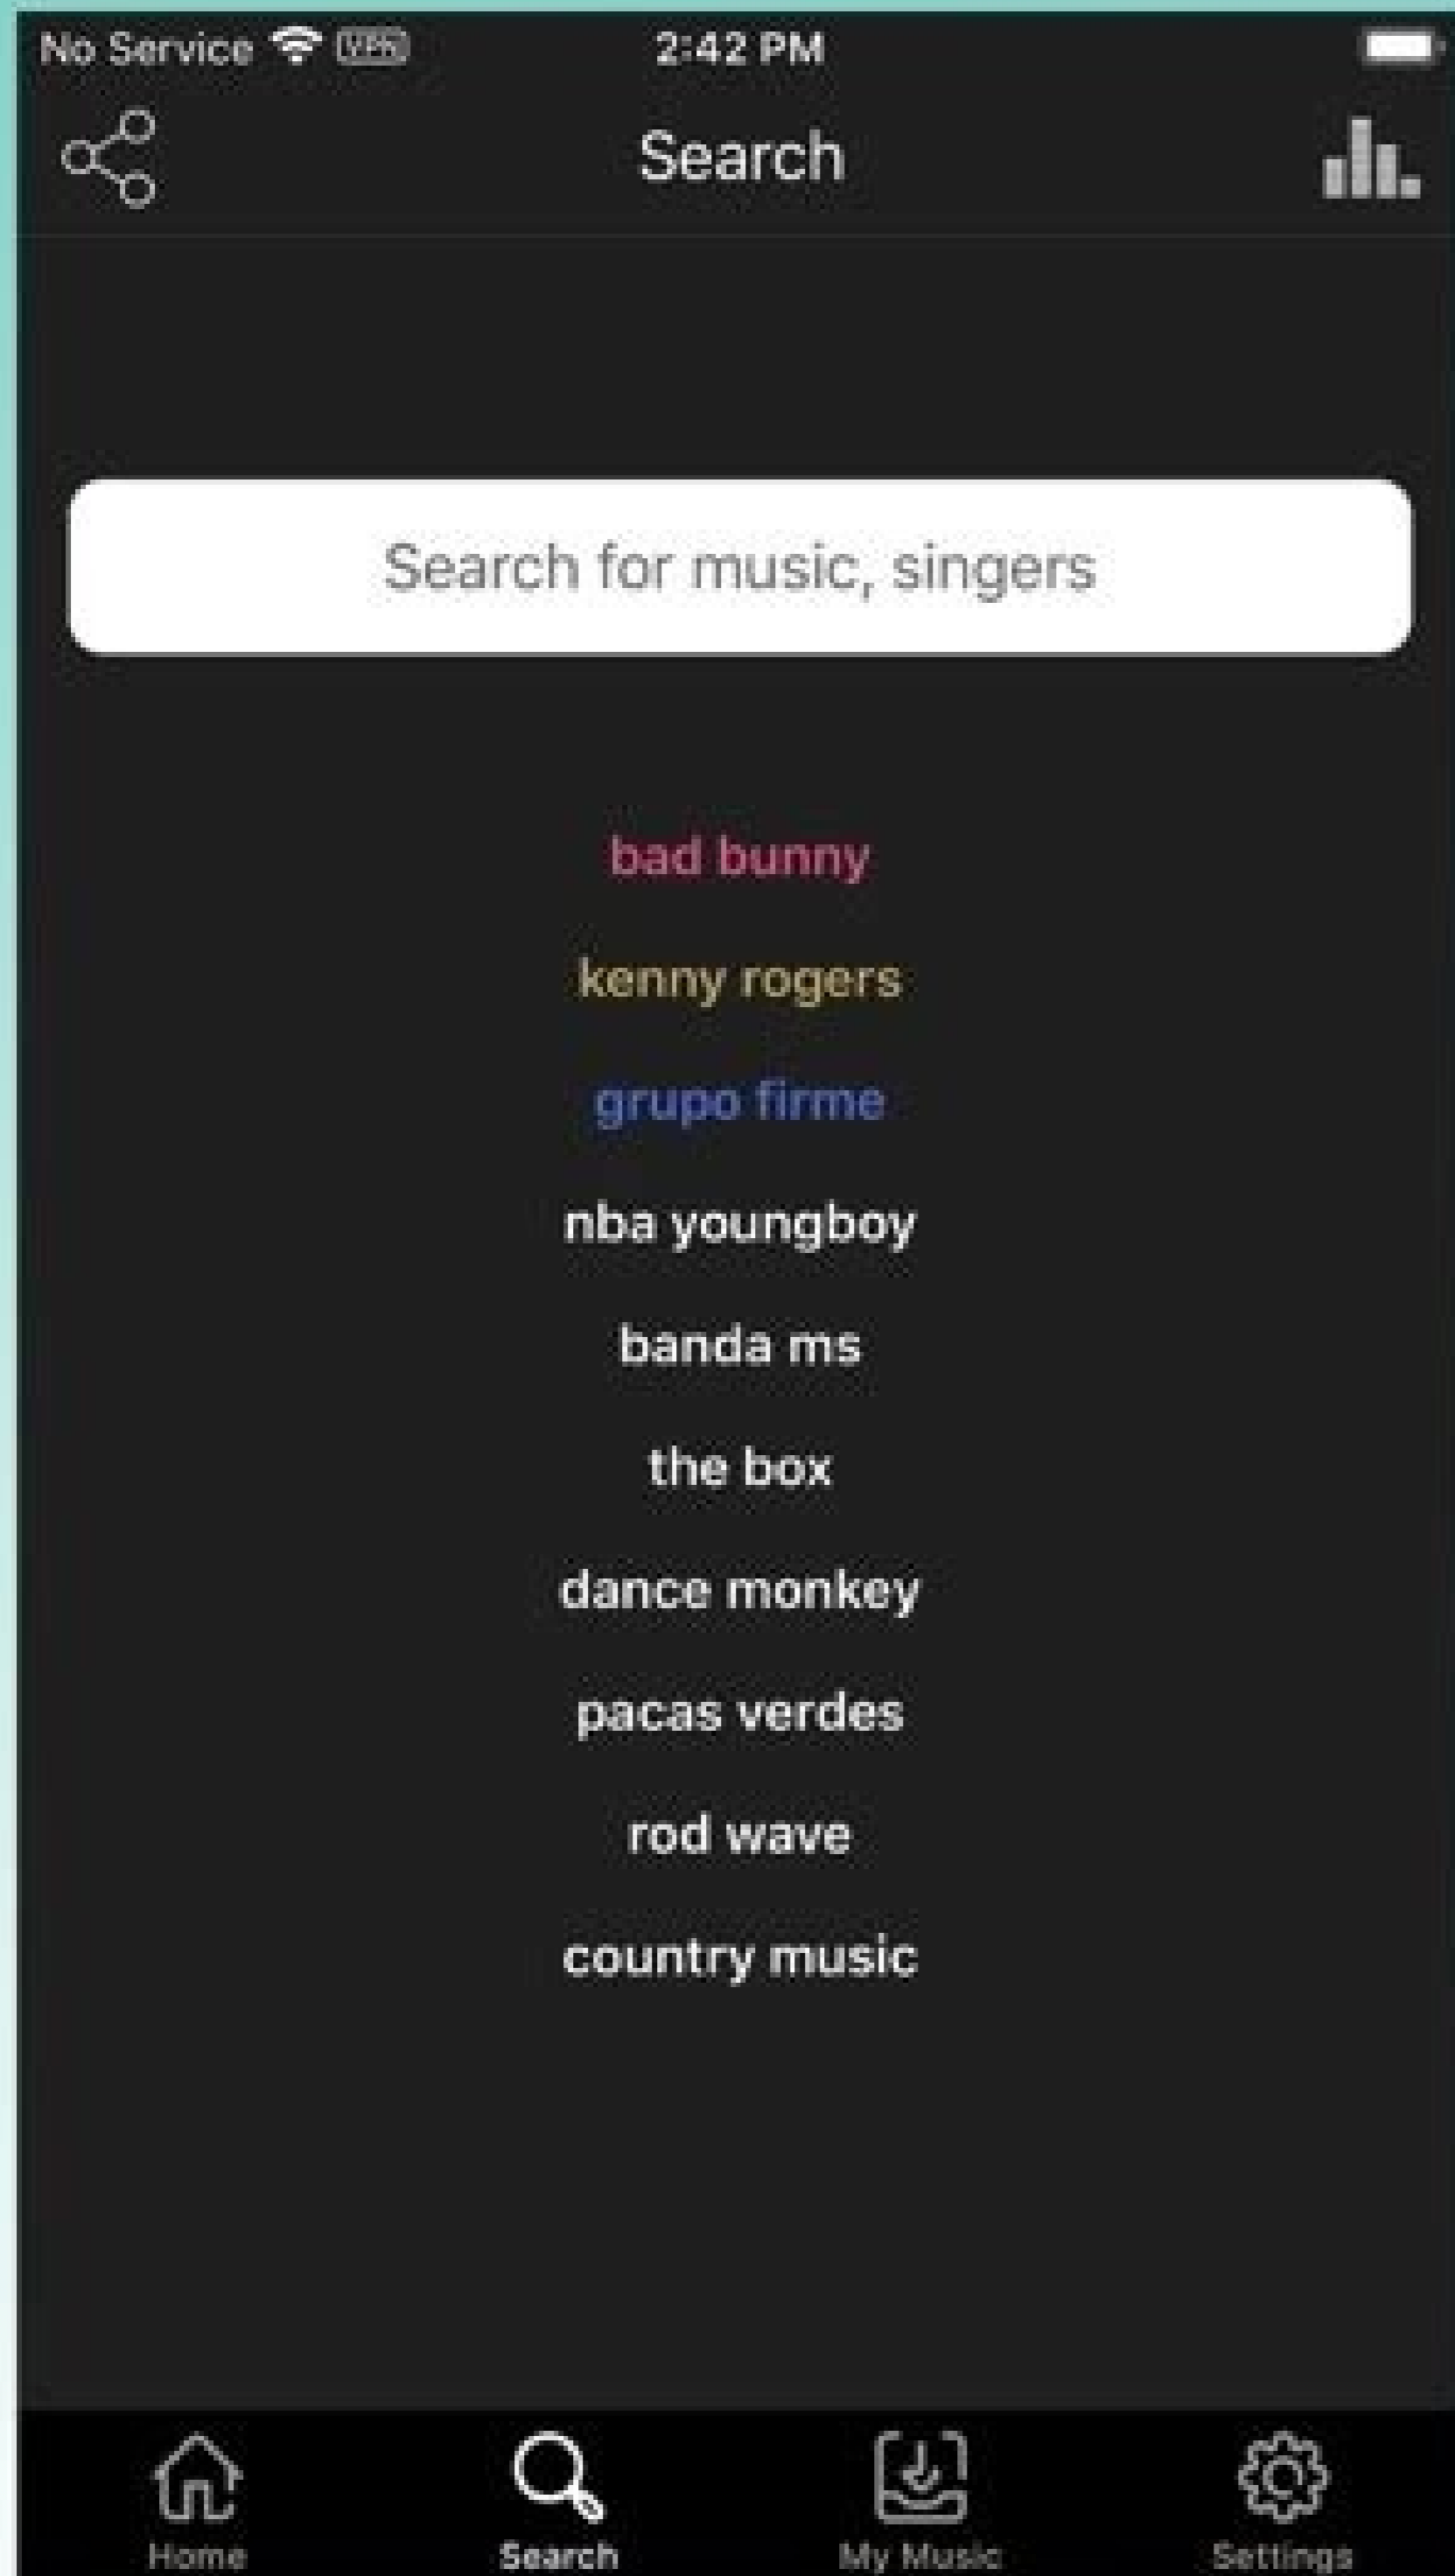 No Service VPN 2:42 PM
Search
Search for music, singers
bad bunny
kenny rogers
grupo firme
nba youngboy
banda ms
the box
dance monkey
pacas verdes
rod wave
country music
Home Search My Music Settings